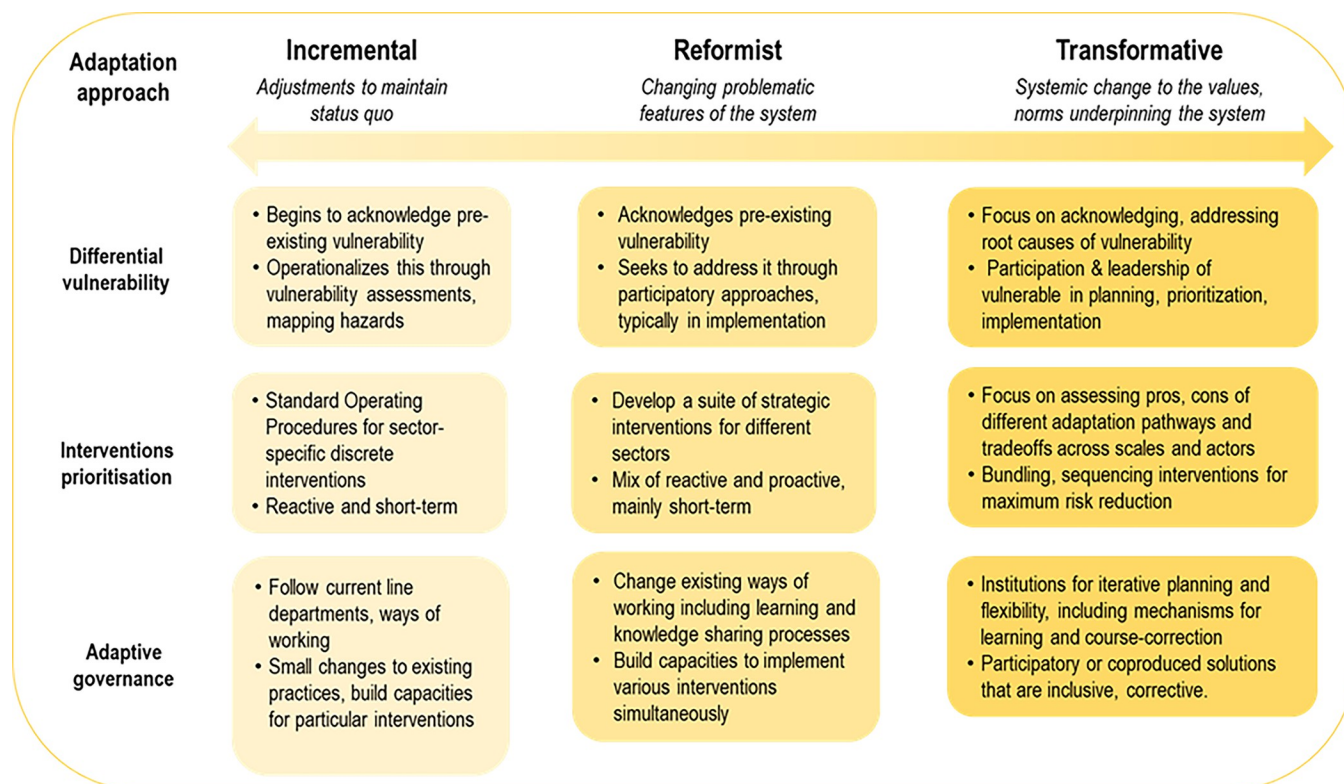 Adaptation
approach
Incremental
Adjustments to maintain
status quo
Reformist
Changing problematic
features of the system
Transformative
Systemic change to the values,
norms underpinning the system
Differential
vulnerability
• Begins to acknowledge pre-
existing vulnerability
• Operationalizes this through
vulnerability assessments,
mapping hazards
• Acknowledges pre-existing
vulnerability
• Seeks to address it through
participatory approaches,
typically in implementation
• Focus on acknowledging, addressing
root causes of vulnerability
• Participation & leadership of
vulnerable in planning, prioritization,
implementation
Interventions
prioritisation
• Standard Operating
Procedures for sector-
specific discrete
interventions
• Reactive and short-term
• Develop a suite of strategic
interventions for different
sectors
• Mix of reactive and proactive,
mainly short-term
• Focus on assessing pros, cons of
different adaptation pathways and
tradeoffs across scales and actors
• Bundling, sequencing interventions for
maximum risk reduction
Adaptive
governance
• Follow current line
departments, ways of
working
• Small changes to existing
practices, build capacities
for particular interventions
• Change existing ways of
working including learning and
knowledge sharing processes
• Build capacities to implement
various interventions
simultaneously
• Institutions for iterative planning and
flexibility, including mechanisms for
learning and course-correction
• Participatory or coproduced solutions
that are inclusive, corrective.